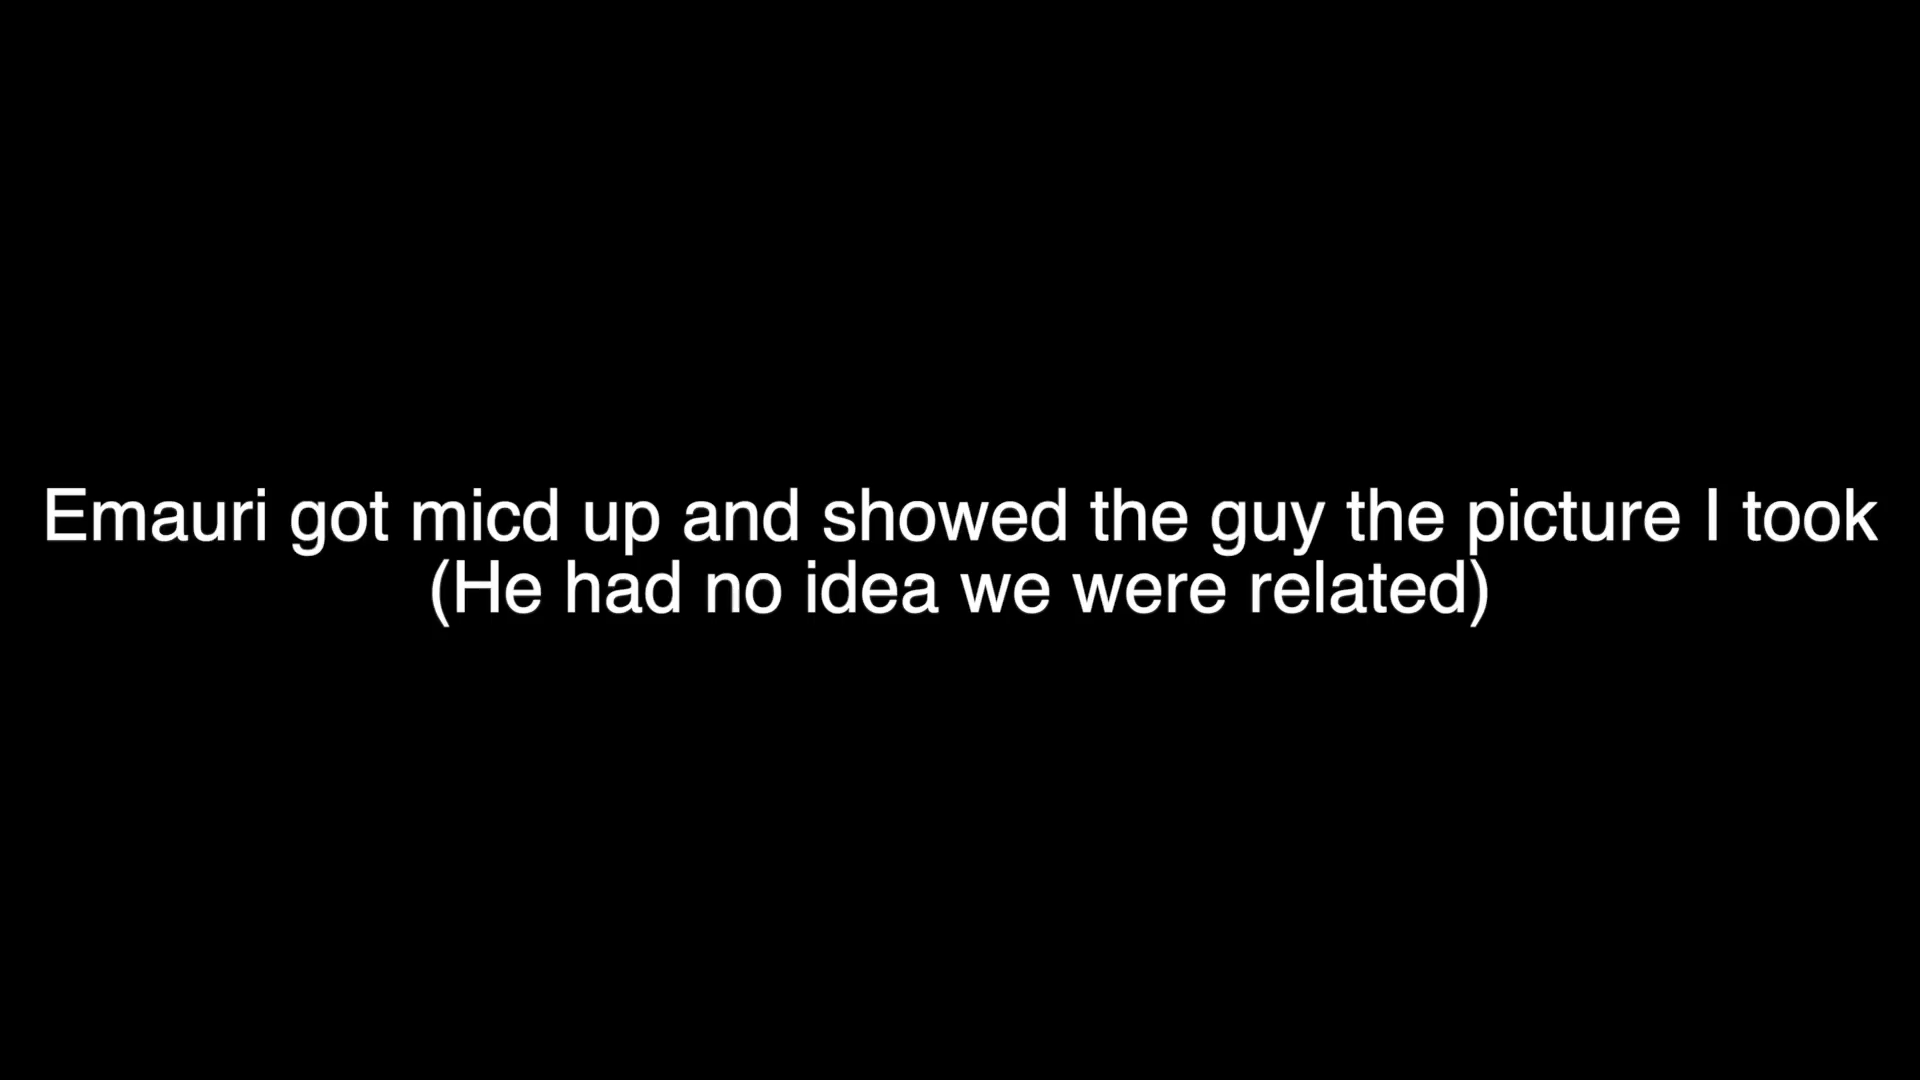 Emauri got micd up and showed the guy the picture I took
(He had no idea we were related)